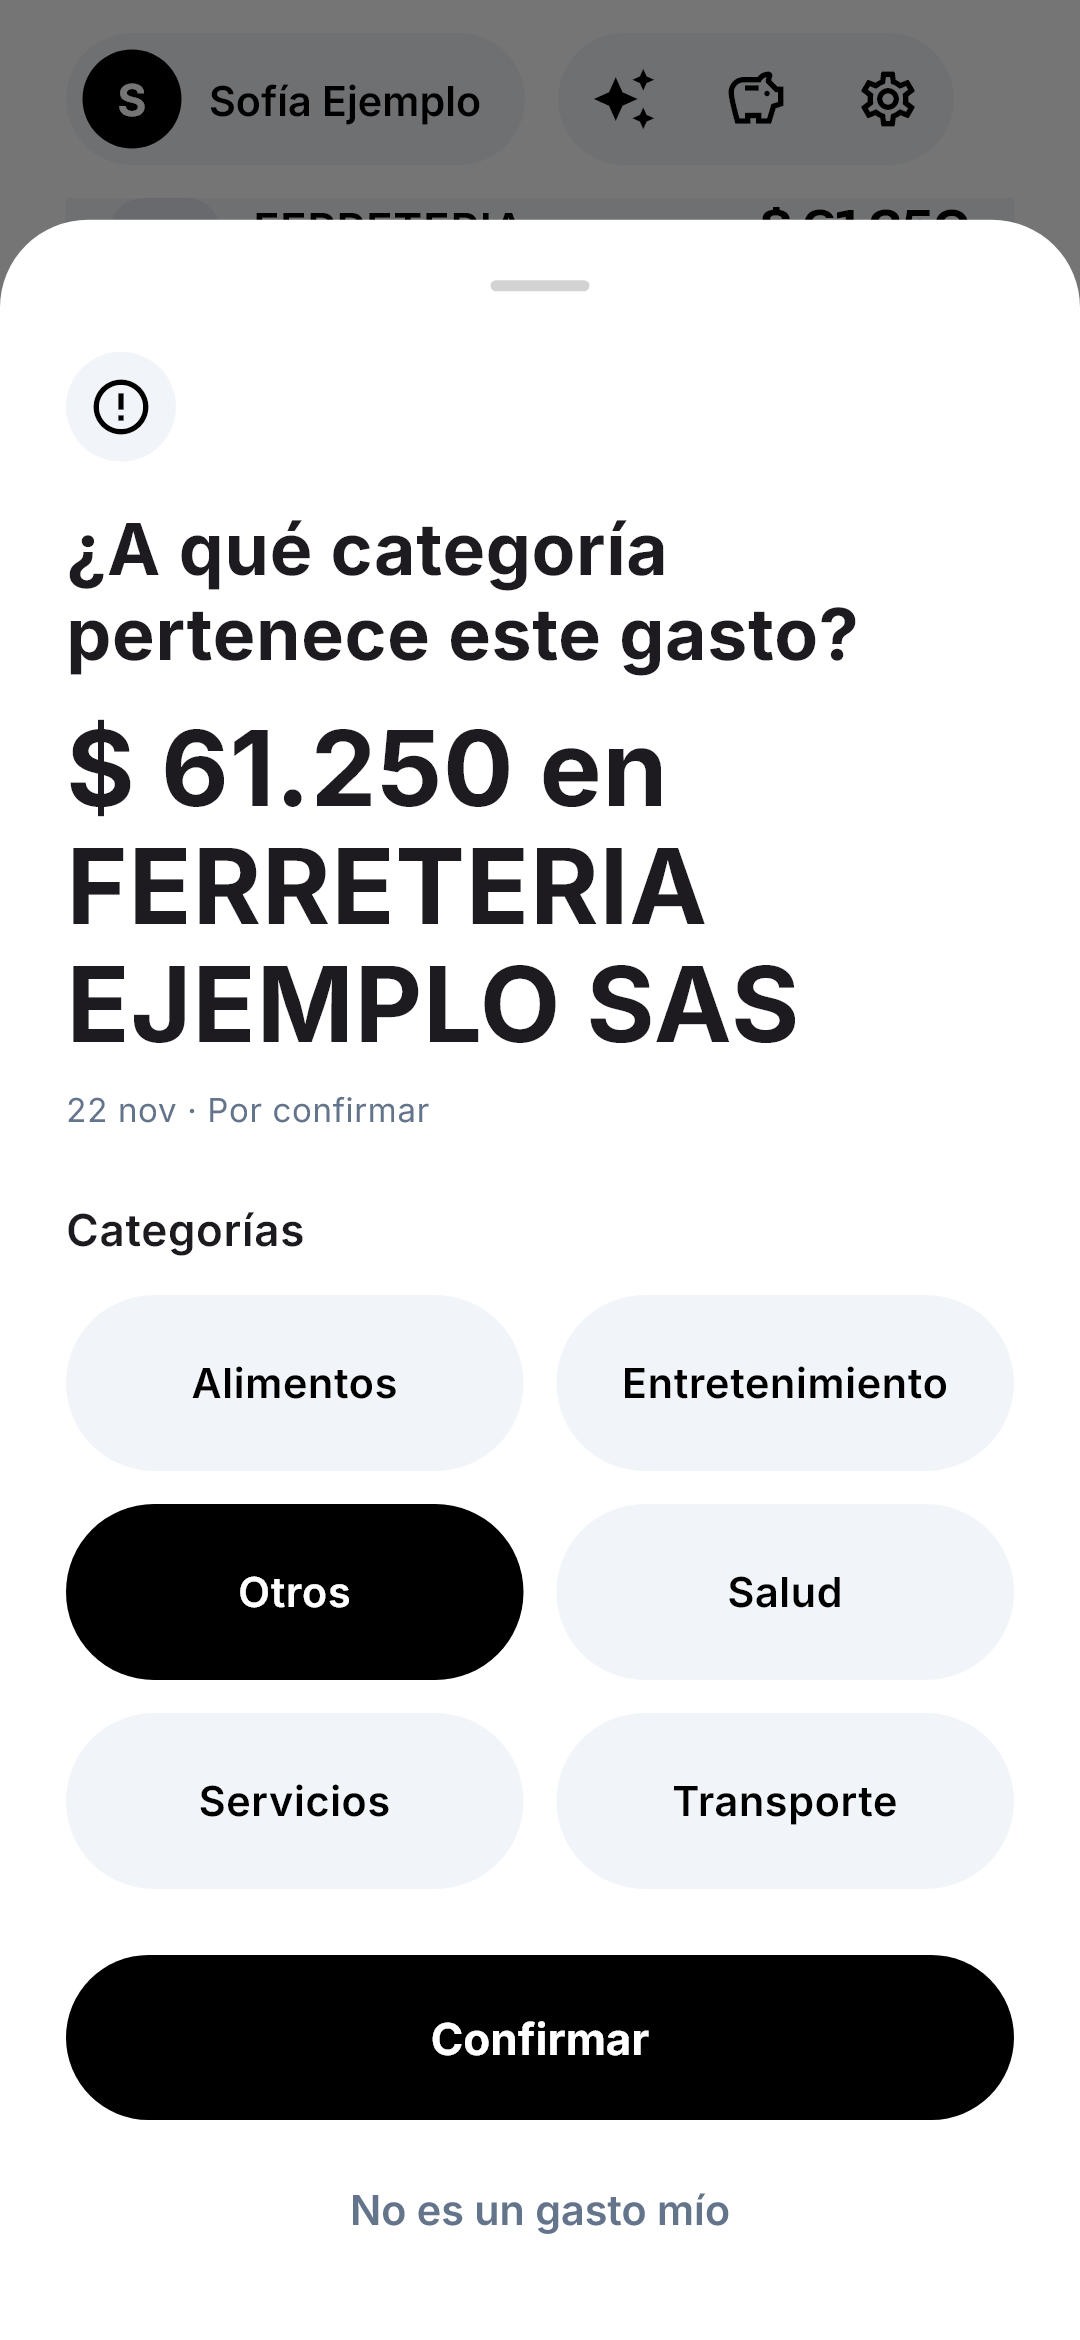 S
Sofía Ejemplo
FERRETERIA
¿A qué categoría
pertenece este gasto?
$ 61.250 en
FERRETERIA
EJEMPLO SAS
22 nov · Por confirmar
Categorías
Alimentos
Entretenimiento
Otros
Salud
Servicios
Transporte
Confirmar
No es un gasto mío